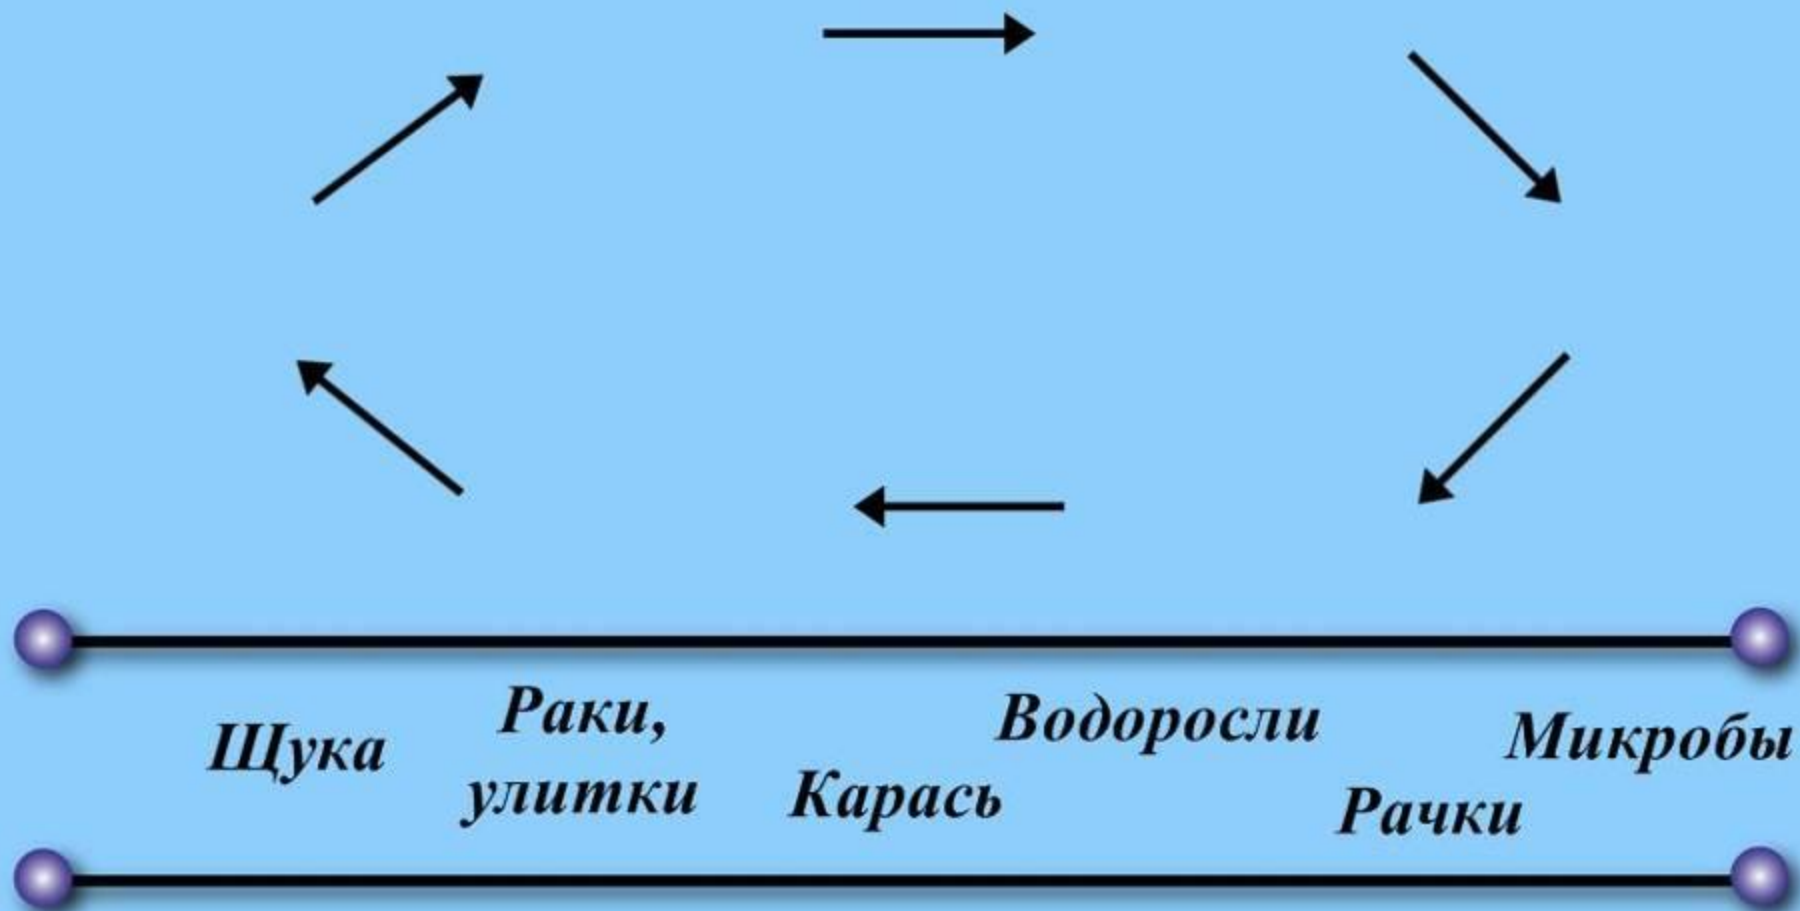 Щука
Раки,
улитки
Карась
Водоросли
Рачки
Микробы